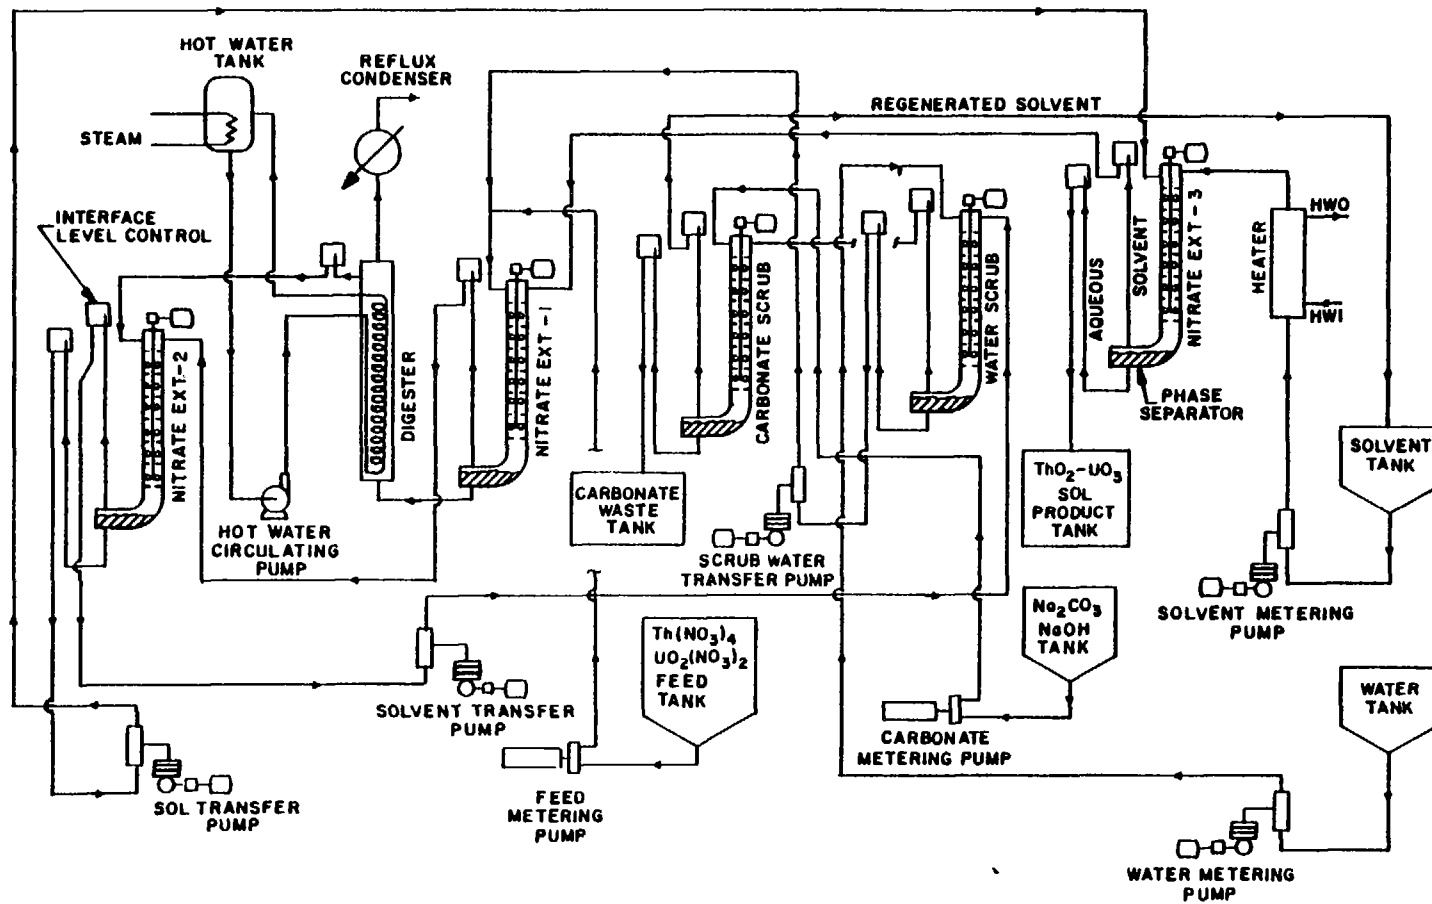 HOT WATER
TANK
STEAM
REFLUX
CONDENSER
INTERFACE
LEVEL CONTROL
NITRATE EXT-2
HOT WATER
CIRCULATING
PUMP
DIGESTER
NITRATE EXT-1
REGENERATED SOLVENT
CARBONATE SCRUB
WATER SCRUB
AQUEOUS
SOLVENT
NITRATE EXT-3
HEATER
HWO
HWI
PHASE
SEPARATOR
CARBONATE
WASTE
TANK
SCRUB WATER
TRANSFER PUMP
ThO2-UO3
SOL
PRODUCT
TANK
SOLVENT
TANK
SOLVENT METERING
PUMP
Th(NO3)4
UO2(NO3)2
FEED
TANK
Na2CO3
NaOH
TANK
WATER
TANK
SOLVENT TRANSFER
PUMP
CARBONATE
METERING PUMP
SOL TRANSFER
PUMP
FEED
METERING
PUMP
WATER METERING
PUMP